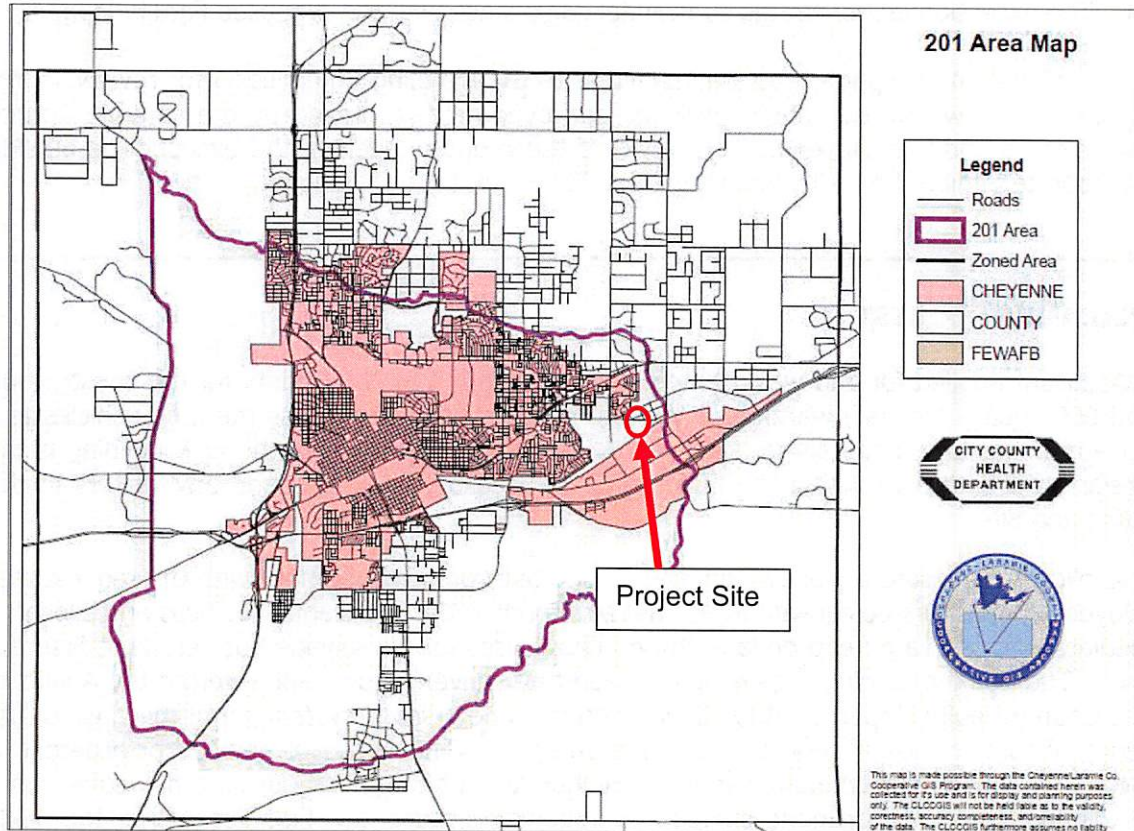 201 Area Map
Legend
Roads
201 Area
Zoned Area
CHEYENNE
COUNTY
FEWAFB
CITY COUNTY
HEALTH
DEPARTMENT
Project Site
COOPERATIVE GIS
This map is made possible through the Cheyenne/Laramie Co.
Cooperative GIS Program. The data contained herein was
collected for it's use and is for display and planning purposes
only. The CLCCGIS will not be held liable as to the validity,
correctness, accuracy completeness, and/or reliability
of the data. The CLCCGIS furthermore assumes no liability